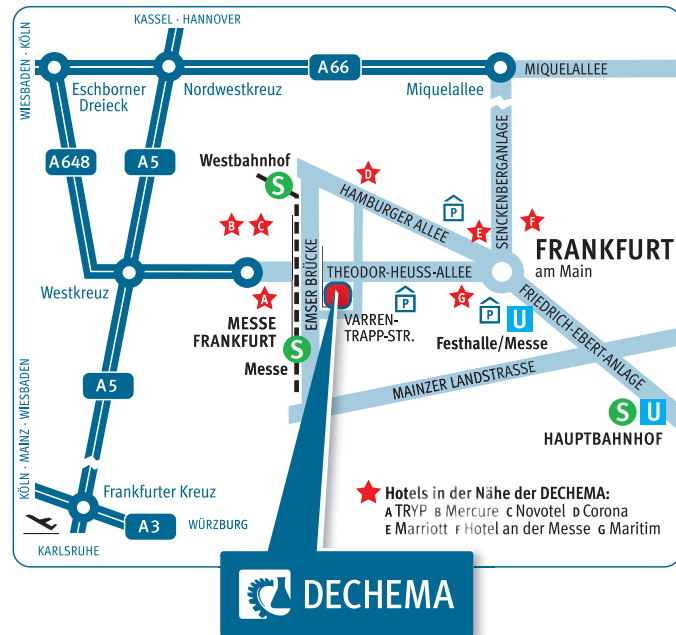 KASSEL · HANNOVER
WIESBADEN · KÖLN
A66
MIQUELALLEE
Eschborner
Dreieck
Nordwestkreuz
Miquelallee
A648
A5
Westbahnhof
S
D
HAMBURGER ALLEE
P
SENCKENBERGANLAGE
B
C
E
F
FRANKFURT
am Main
THEODOR-HEUSS-ALLEE
Westkreuz
EMSER BRÜCKE
A
P
G
P
U
MESSE
FRANKFURT
VARREN-
TRAPP-STR.
Festhalle/Messe
FRIEDRICH-EBERT-ANLAGE
S
Messe
MAINZER LANDSTRASSE
A5
KÖLN · MAINZ · WIESBADEN
S
U
HAUPTBAHNHOF
Frankfurter Kreuz
A3
WÜRZBURG
KARLSRUHE
Hotels in der Nähe der DECHEMA:
A TRYP B Mercure C Novotel D Corona
E Marriott F Hotel an der Messe G Maritim
DECHEMA